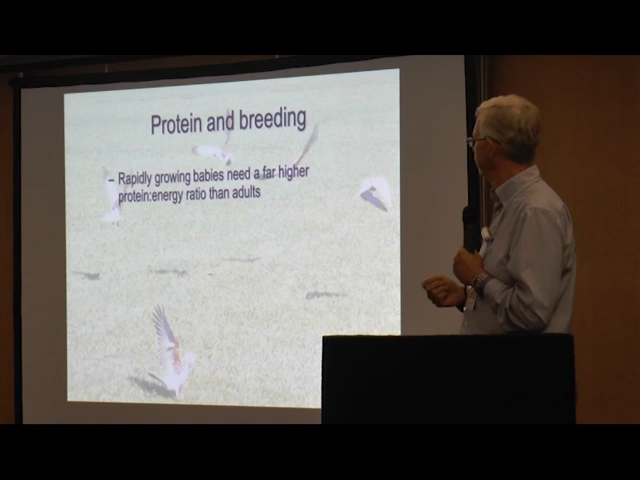 Protein and breeding
– Rapidly growing babies need a far higher
protein:energy ratio than adults